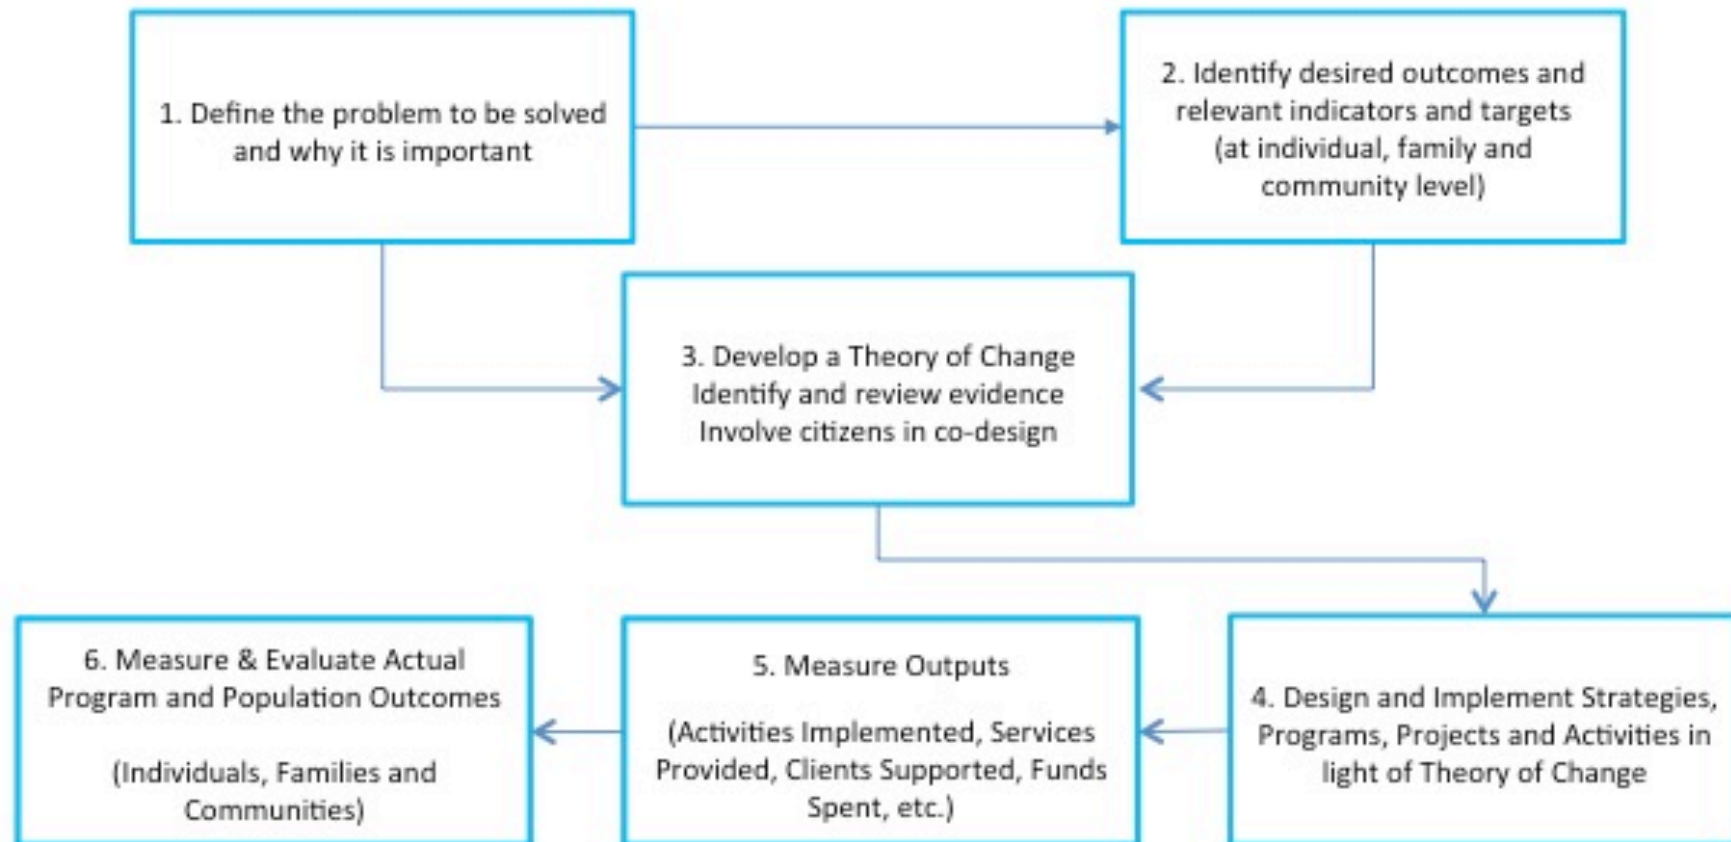 1. Define the problem to be solved
and why it is important
2. Identify desired outcomes and
relevant indicators and targets
(at individual, family and
community level)
3. Develop a Theory of Change
Identify and review evidence
Involve citizens in co-design
4. Design and Implement Strategies,
Programs, Projects and Activities in
light of Theory of Change
5. Measure Outputs
(Activities Implemented, Services
Provided, Clients Supported, Funds
Spent, etc.)
6. Measure & Evaluate Actual
Program and Population Outcomes
(Individuals, Families and
Communities)